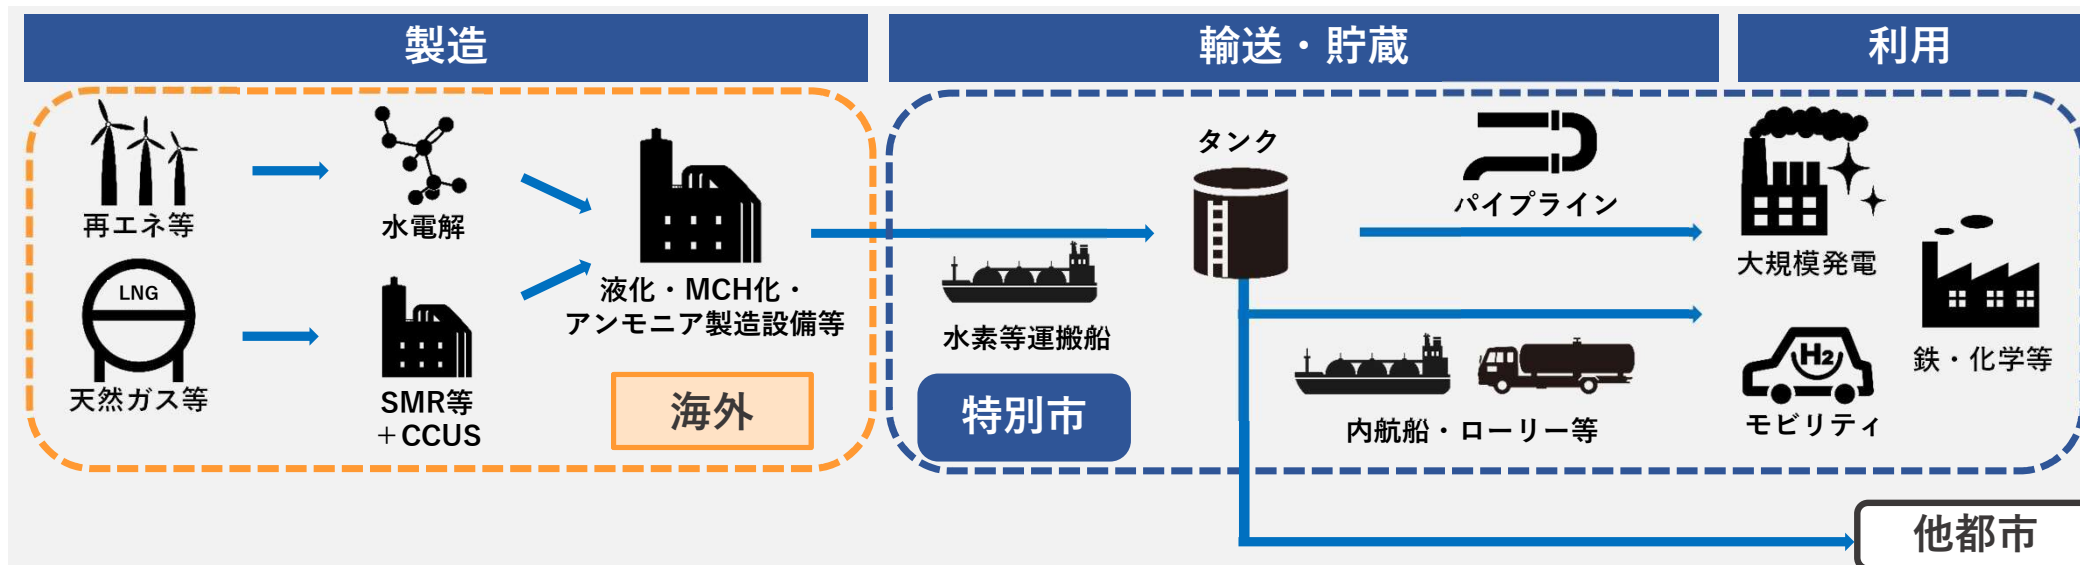 製造
輸送・貯蔵
利用
再エネ等
水電解
LNG
天然ガス等
SMR等
＋CCUS
液化・MCH化・
アンモニア製造設備等
海外
水素等運搬船
特別市
タンク
パイプライン
内航船・ローリー等
大規模発電
鉄・化学等
H2
モビリティ
他都市